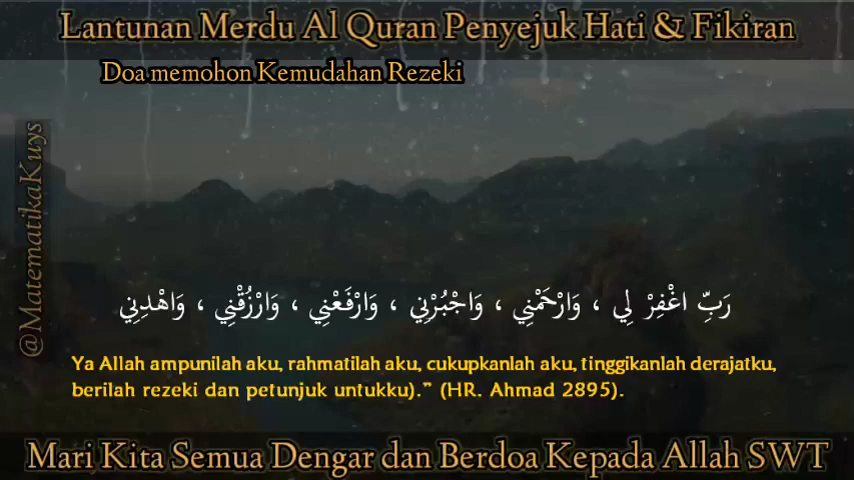 Lantunan Merdu Al Quran Penyejuk Hati & Fikiran
Doa memohon Kemudahan Rezeki
@MatematikaKuys
رَبِّ اغْفِرْ لِي ، وَارْحَمْنِي ، وَاجْبُرْنِي ، وَارْفَعْنِي ، وَارْزُقْنِي ، وَاهْدِنِي
Ya Allah ampunilah aku, rahmatilah aku, cukupkanlah aku, tinggikanlah derajatku,
berilah rezeki dan petunjuk untukku).” (HR. Ahmad 2895).
Mari Kita Semua Dengar dan Berdoa Kepada Allah SWT